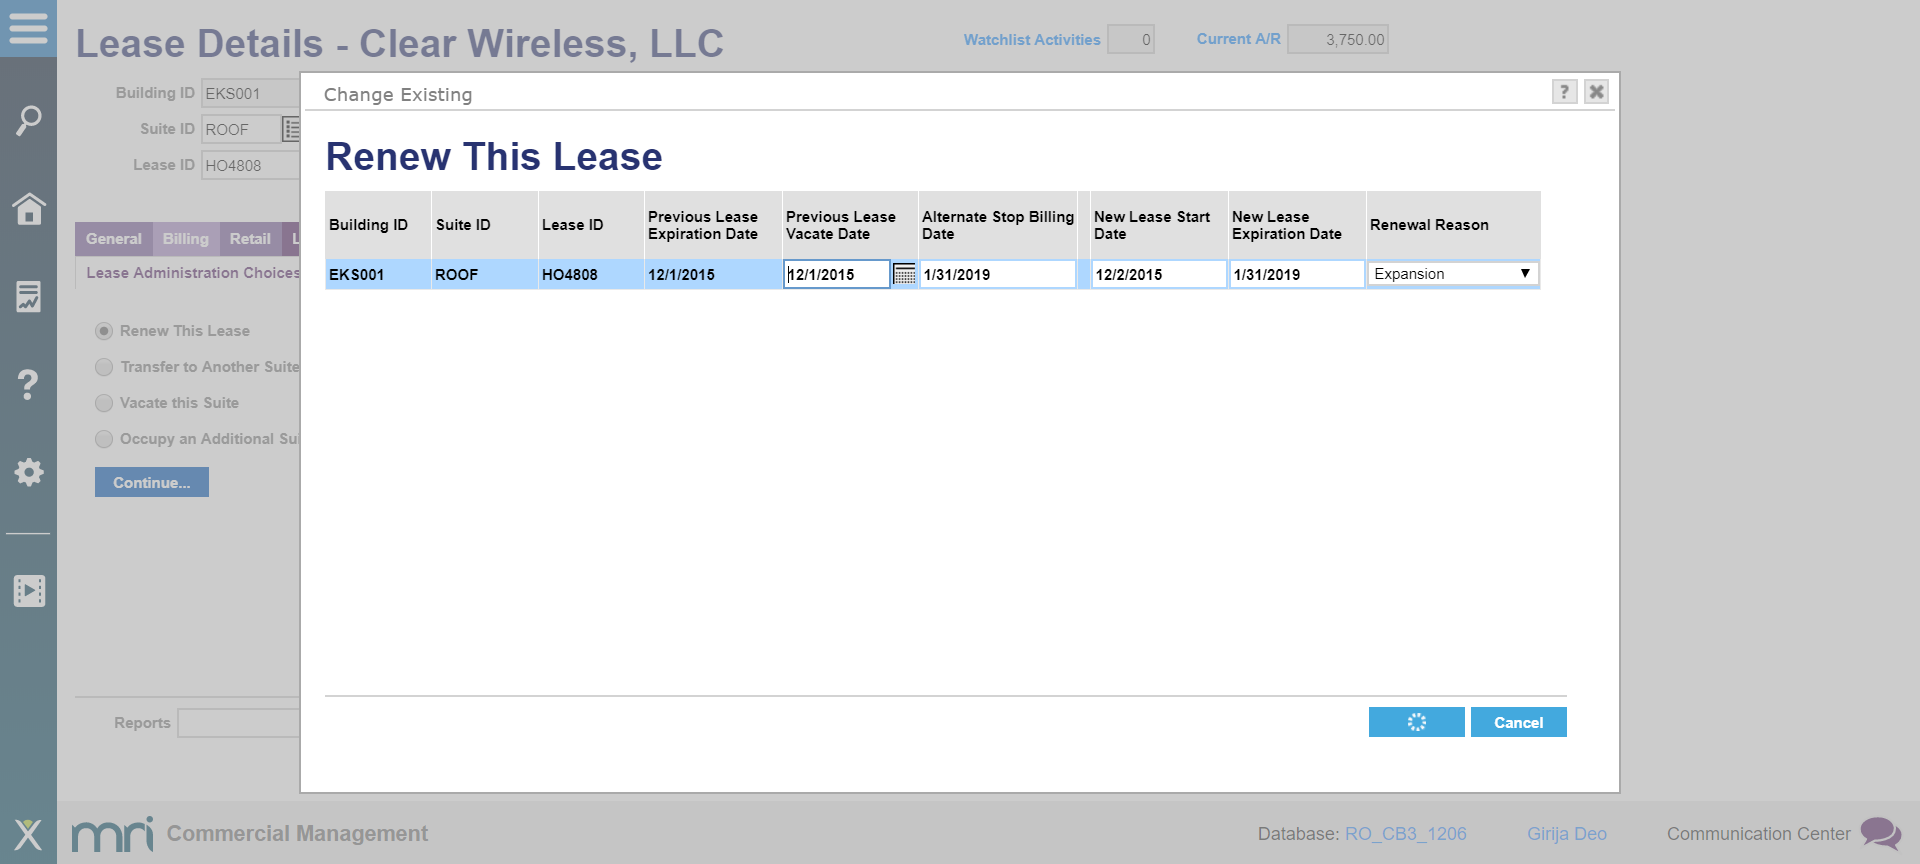 Lease Details - Clear Wireless, LLC
Watchlist Activities 0
Current A/R 3,750.00
Building ID EKS001
Suite ID ROOF
Lease ID HO4808
General Billing Retail L
Lease Administration Choices
Renew This Lease
Transfer to Another Suite
Vacate this Suite
Occupy an Additional Sui
Continue...
Reports
Change Existing
?
Renew This Lease
Building ID Suite ID Lease ID Previous Lease Expiration Date Previous Lease Vacate Date Alternate Stop Billing Date New Lease Start Date New Lease Expiration Date Renewal Reason
EKS001 ROOF HO4808 12/1/2015 12/1/2015 1/31/2019 12/2/2015 1/31/2019 Expansion
Cancel
mri Commercial Management
Database: RO_CB3_1206
Girija Deo
Communication Center